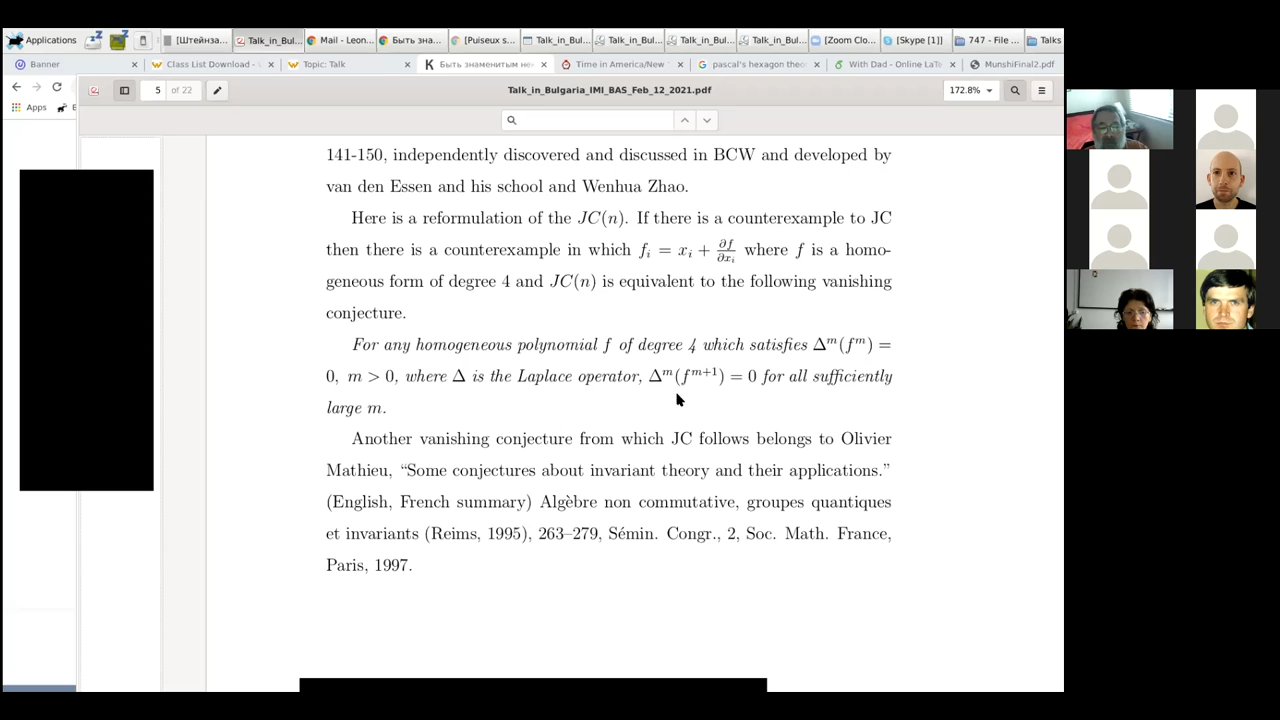 Applications
[Штейнза...
Talk_in_Bul...
Mail - Leon...
Быть зна...
[Puiseux s...
Talk_in_Bul...
Talk_in_Bul...
Talk_in_Bul...
Talk_in_Bul...
[Zoom Clo...
[Skype [1]]
747 - File ...
Talks
Banner
Class List Download - v
Topic: Talk
Быть знаменитым не
Time in America/New
pascal's hexagon theo
With Dad - Online LaTe
MunshiFinal2.pdf
Apps
5
of 22
Talk_in_Bulgaria_IMI_BAS_Feb_12_2021.pdf
172.8%
141-150, independently discovered and discussed in BCW and developed by
van den Essen and his school and Wenhua Zhao.
Here is a reformulation of the JC(n). If there is a counterexample to JC
then there is a counterexample in which fᵢ = xᵢ + ∂f/∂xᵢ where f is a homo-
geneous form of degree 4 and JC(n) is equivalent to the following vanishing
conjecture.
For any homogeneous polynomial f of degree 4 which satisfies Δᵐ(fᵐ) =
0, m > 0, where Δ is the Laplace operator, Δᵐ(fᵐ⁺¹) = 0 for all sufficiently
large m.
Another vanishing conjecture from which JC follows belongs to Olivier
Mathieu, “Some conjectures about invariant theory and their applications.”
(English, French summary) Algèbre non commutative, groupes quantiques
et invariants (Reims, 1995), 263–279, Sémin. Congr., 2, Soc. Math. France,
Paris, 1997.